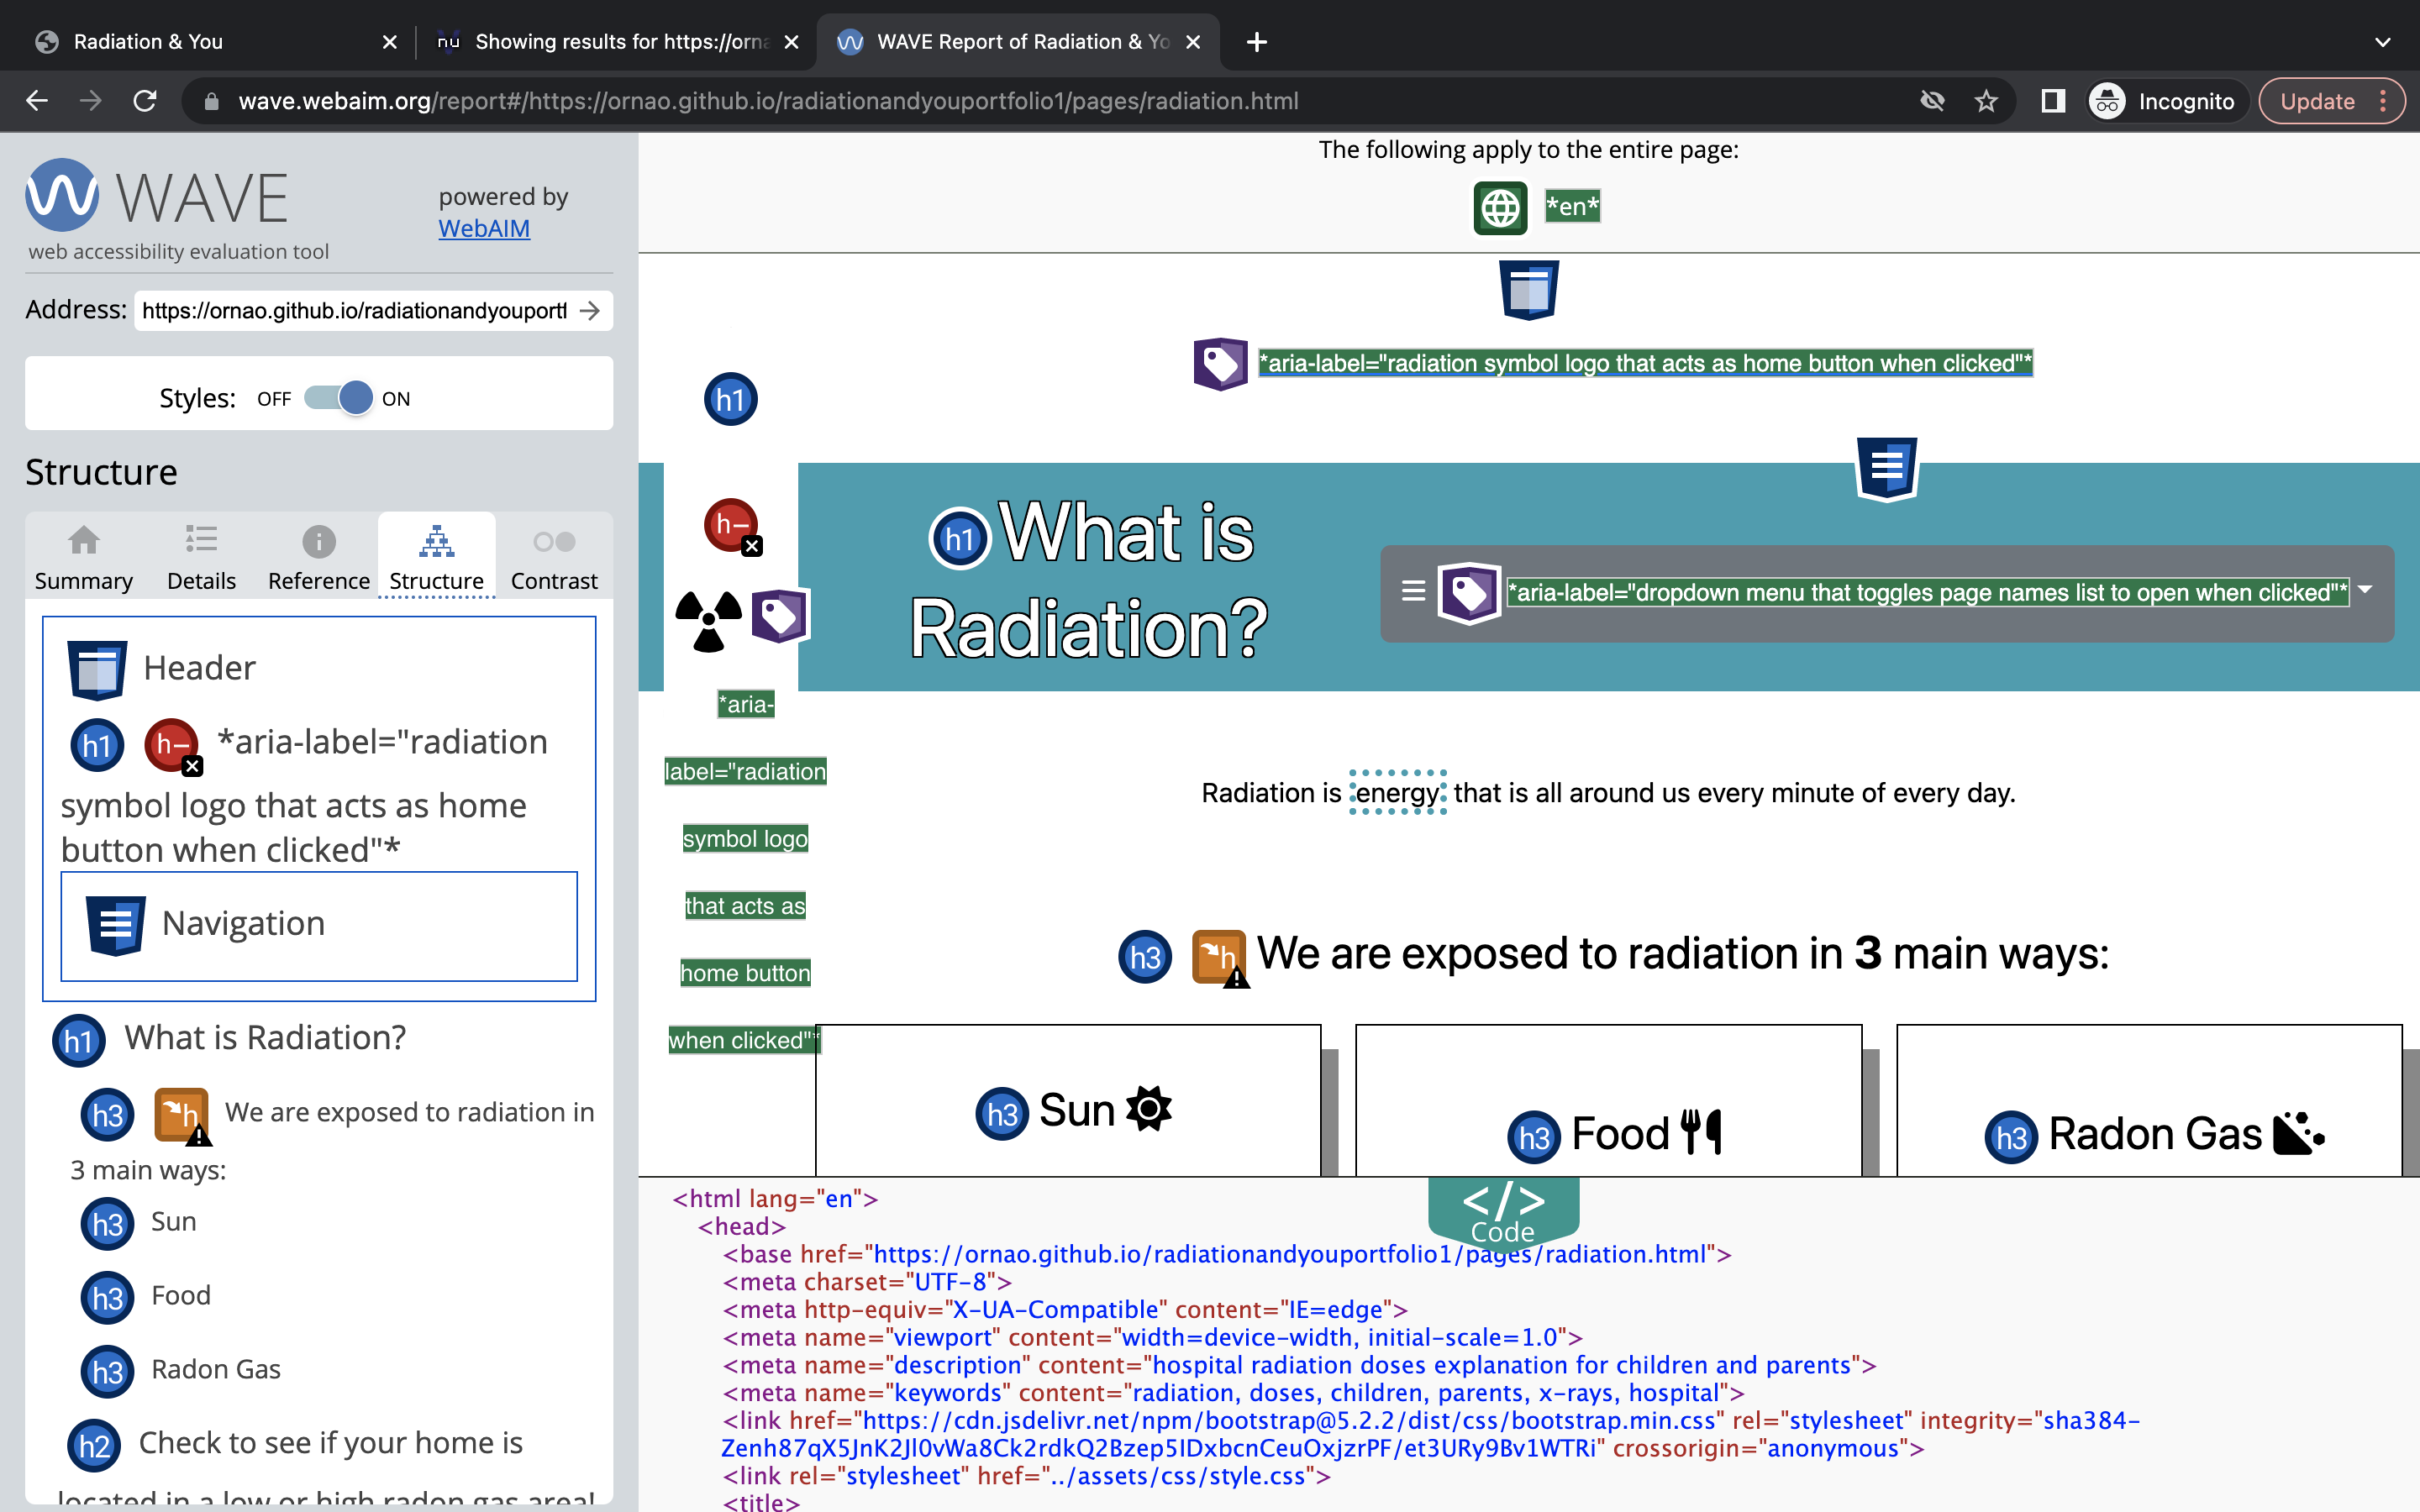 Radiation & You
nu Showing results for https://orna
WAVE Report of Radiation & Yo
wave.webaim.org/report#/https://ornao.github.io/radiationandyouportfolio1/pages/radiation.html
Incognito
Update
WAVE
powered by
WebAIM
web accessibility evaluation tool
Address: https://ornao.github.io/radiationandyouportf
Styles: OFF ON
Structure
Summary Details Reference Structure Contrast
Header
h1 h– *aria-label="radiation
symbol logo that acts as home
button when clicked"*
Navigation
h1 What is Radiation?
h3 h We are exposed to radiation in
3 main ways:
h3 Sun
h3 Food
h3 Radon Gas
h2 Check to see if your home is
located in a low or high radon gas area!
The following apply to the entire page:
*en*
*aria-label="radiation symbol logo that acts as home button when clicked"*
h1
h–
h1 What is
Radiation?
*aria-label="dropdown menu that toggles page names list to open when clicked"*
*aria-
label="radiation
symbol logo
that acts as
home button
when clicked"*
Radiation is energy that is all around us every minute of every day.
h3 h We are exposed to radiation in 3 main ways:
h3 Sun
h3 Food
h3 Radon Gas
</>
Code
<html lang="en">
<head>
<base href="https://ornao.github.io/radiationandyouportfolio1/pages/radiation.html">
<meta charset="UTF-8">
<meta http-equiv="X-UA-Compatible" content="IE=edge">
<meta name="viewport" content="width=device-width, initial-scale=1.0">
<meta name="description" content="hospital radiation doses explanation for children and parents">
<meta name="keywords" content="radiation, doses, children, parents, x-rays, hospital">
<link href="https://cdn.jsdelivr.net/npm/bootstrap@5.2.2/dist/css/bootstrap.min.css" rel="stylesheet" integrity="sha384-
Zenh87qX5JnK2Jl0vWa8Ck2rdkQ2Bzep5IDxbcnCeuOxjzrPF/et3URy9Bv1WTRi" crossorigin="anonymous">
<link rel="stylesheet" href="../assets/css/style.css">
<title>